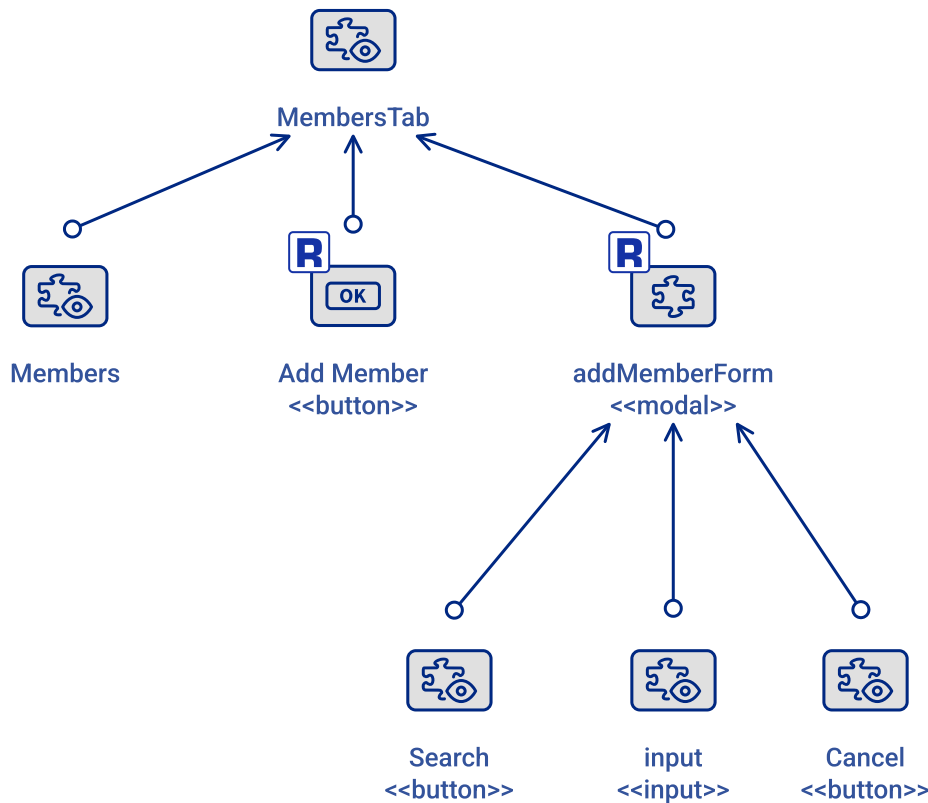 MembersTab
R
OK
R
Members
Add Member
<<button>>
addMemberForm
<<modal>>
Search
<<button>>
input
<<input>>
Cancel
<<button>>